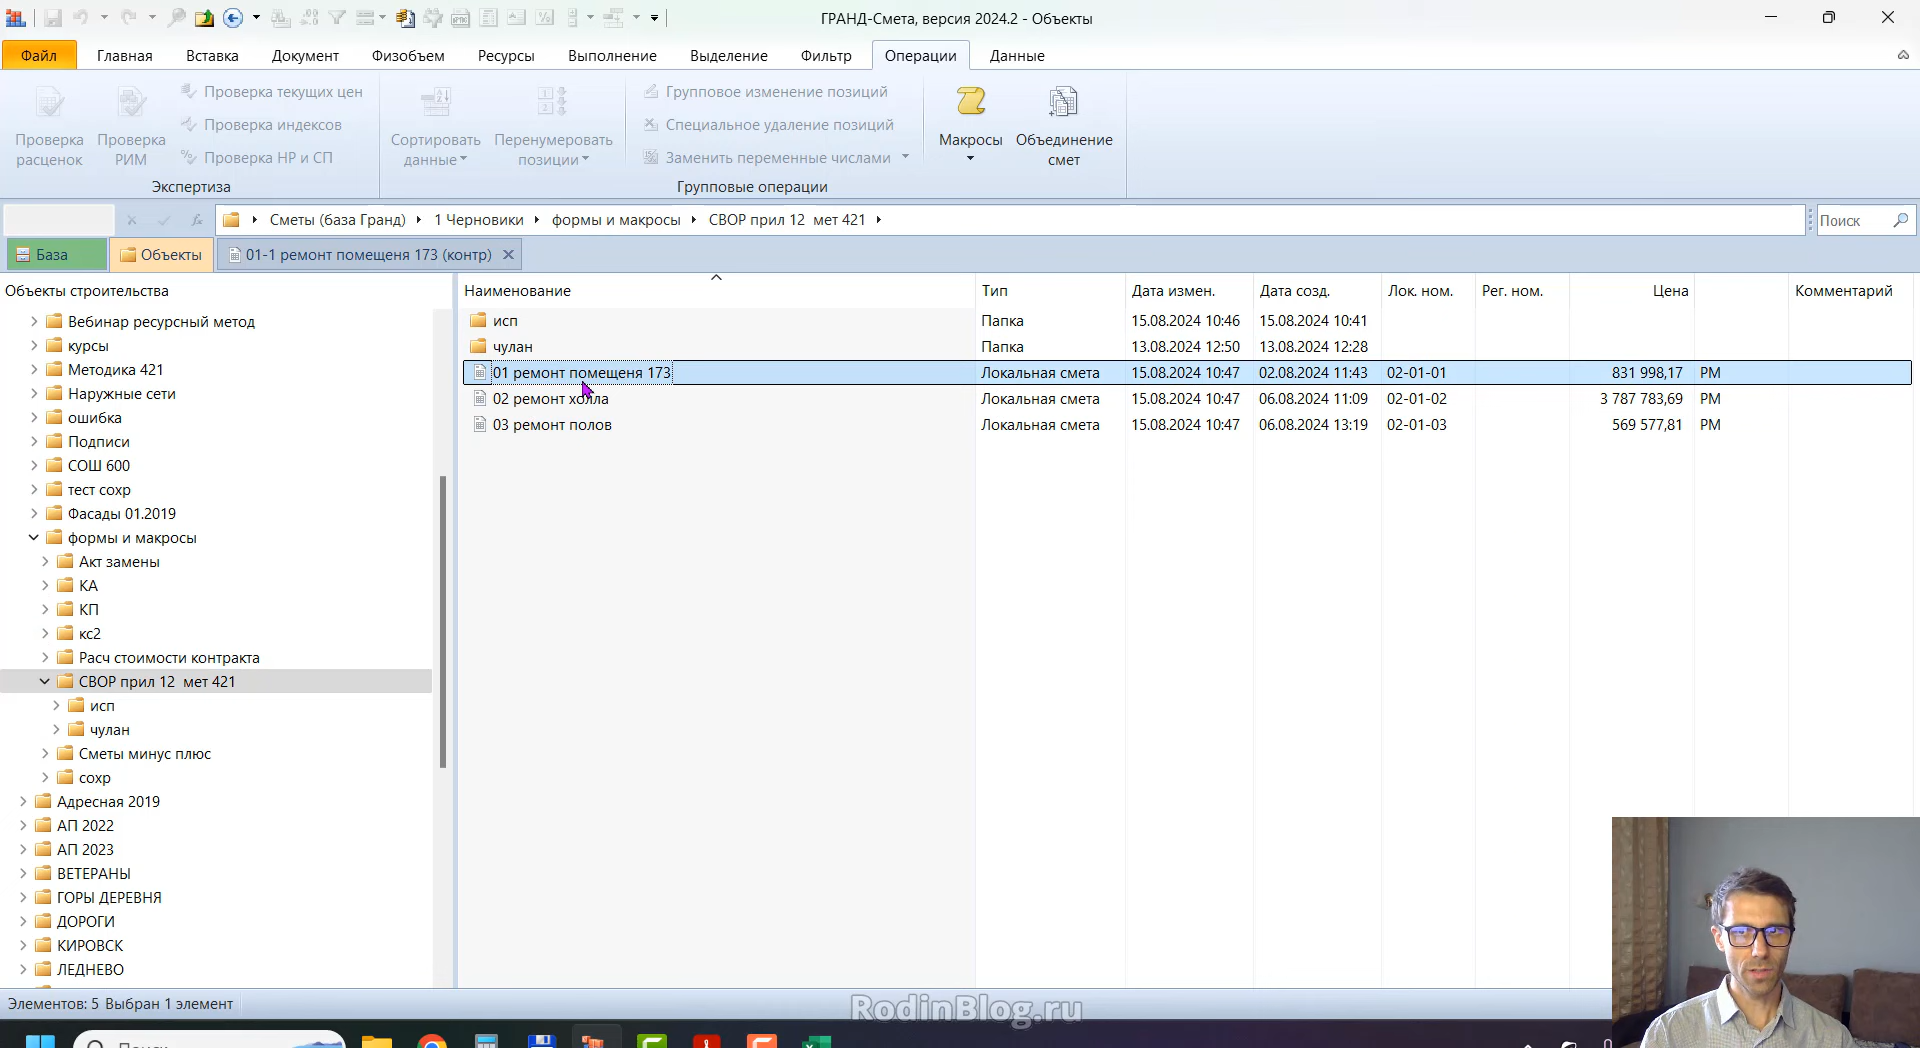 ГРАНД-Смета, версия 2024.2 - Объекты
Файл Главная Вставка Документ Физобъем Ресурсы Выполнение Выделение Фильтр Операции Данные
Проверка расценок
Проверка РИМ
Проверка текущих цен
Проверка индексов
Проверка НР и СП
Экспертиза
Сортировать данные
Перенумеровать позиции
Групповое изменение позиций
Специальное удаление позиций
Заменить переменные числами
Групповые операции
Макросы
Объединение смет
Сметы (база Гранд) 1 Черновики формы и макросы СВОР прил 12 мет 421
Поиск
База Объекты 01-1 ремонт помещеня 173 (контр)
Объекты строительства
Вебинар ресурсный метод
курсы
Методика 421
Наружные сети
ошибка
Подписи
СОШ 600
тест сохр
Фасады 01.2019
формы и макросы
Акт замены
КА
КП
кс2
Расч стоимости контракта
СВОР прил 12 мет 421
исп
чулан
Сметы минус плюс
сохр
Адресная 2019
АП 2022
АП 2023
ВЕТЕРАНЫ
ГОРЫ ДЕРЕВНЯ
ДОРОГИ
КИРОВСК
ЛЕДНЕВО
Наименование Тип Дата измен. Дата созд. Лок. ном. Рег. ном. Цена Комментарий
исп Папка 15.08.2024 10:46 15.08.2024 10:41
чулан Папка 13.08.2024 12:50 13.08.2024 12:28
01 ремонт помещеня 173 Локальная смета 15.08.2024 10:47 02.08.2024 11:43 02-01-01 831 998,17 РМ
02 ремонт холла Локальная смета 15.08.2024 10:47 06.08.2024 11:09 02-01-02 3 787 783,69 РМ
03 ремонт полов Локальная смета 15.08.2024 10:47 06.08.2024 13:19 02-01-03 569 577,81 РМ
Элементов: 5 Выбран 1 элемент
RodinBlog.ru